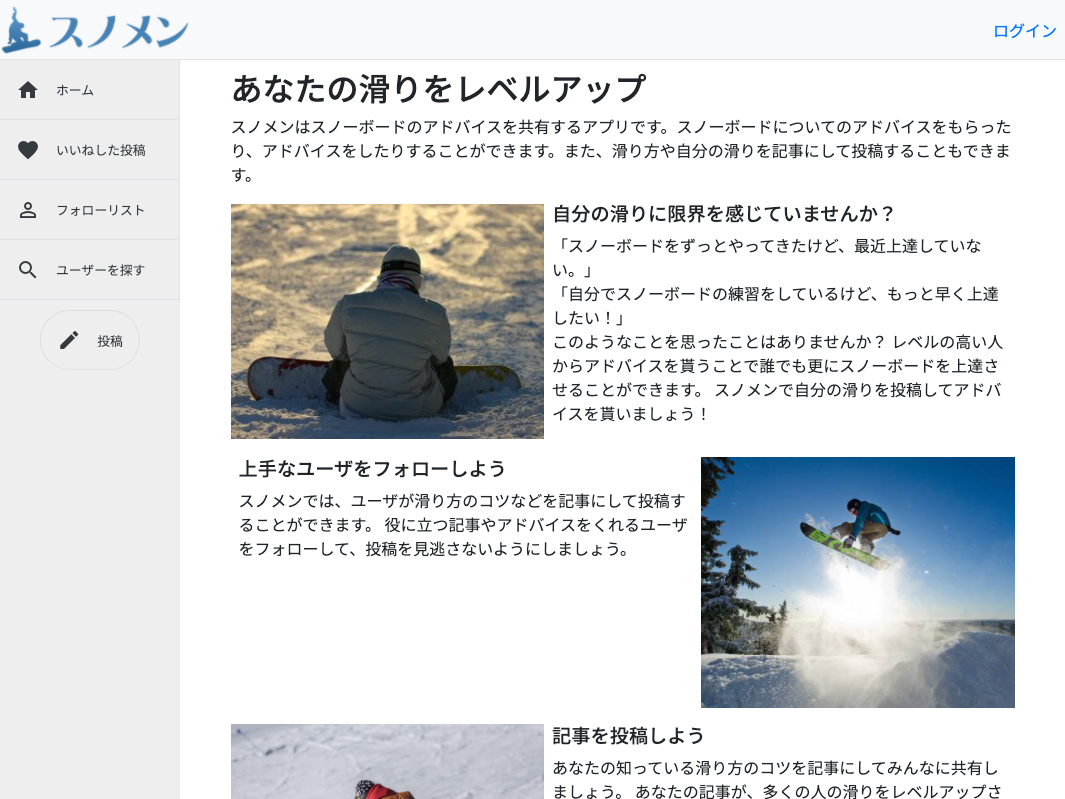 スノメン
ログイン
ホーム
いいねした投稿
フォローリスト
ユーザーを探す
投稿
あなたの滑りをレベルアップ
スノメンはスノーボードのアドバイスを共有するアプリです。スノーボードについてのアドバイスをもらった
り、アドバイスをしたりすることができます。また、滑り方や自分の滑りを記事にして投稿することもできま
す。
自分の滑りに限界を感じていませんか？
「スノーボードをずっとやってきたけど、最近上達していな
い。」
「自分でスノーボードの練習をしているけど、もっと早く上達
したい！」
このようなことを思ったことはありませんか？ レベルの高い人
からアドバイスを貰うことで誰でも更にスノーボードを上達さ
せることができます。 スノメンで自分の滑りを投稿してアドバ
イスを貰いましょう！
上手なユーザをフォローしよう
スノメンでは、ユーザが滑り方のコツなどを記事にして投稿す
ることができます。 役に立つ記事やアドバイスをくれるユーザ
をフォローして、投稿を見逃さないようにしましょう。
記事を投稿しよう
あなたの知っている滑り方のコツを記事にしてみんなに共有し
ましょう。 あなたの記事が、多くの人の滑りをレベルアップさ